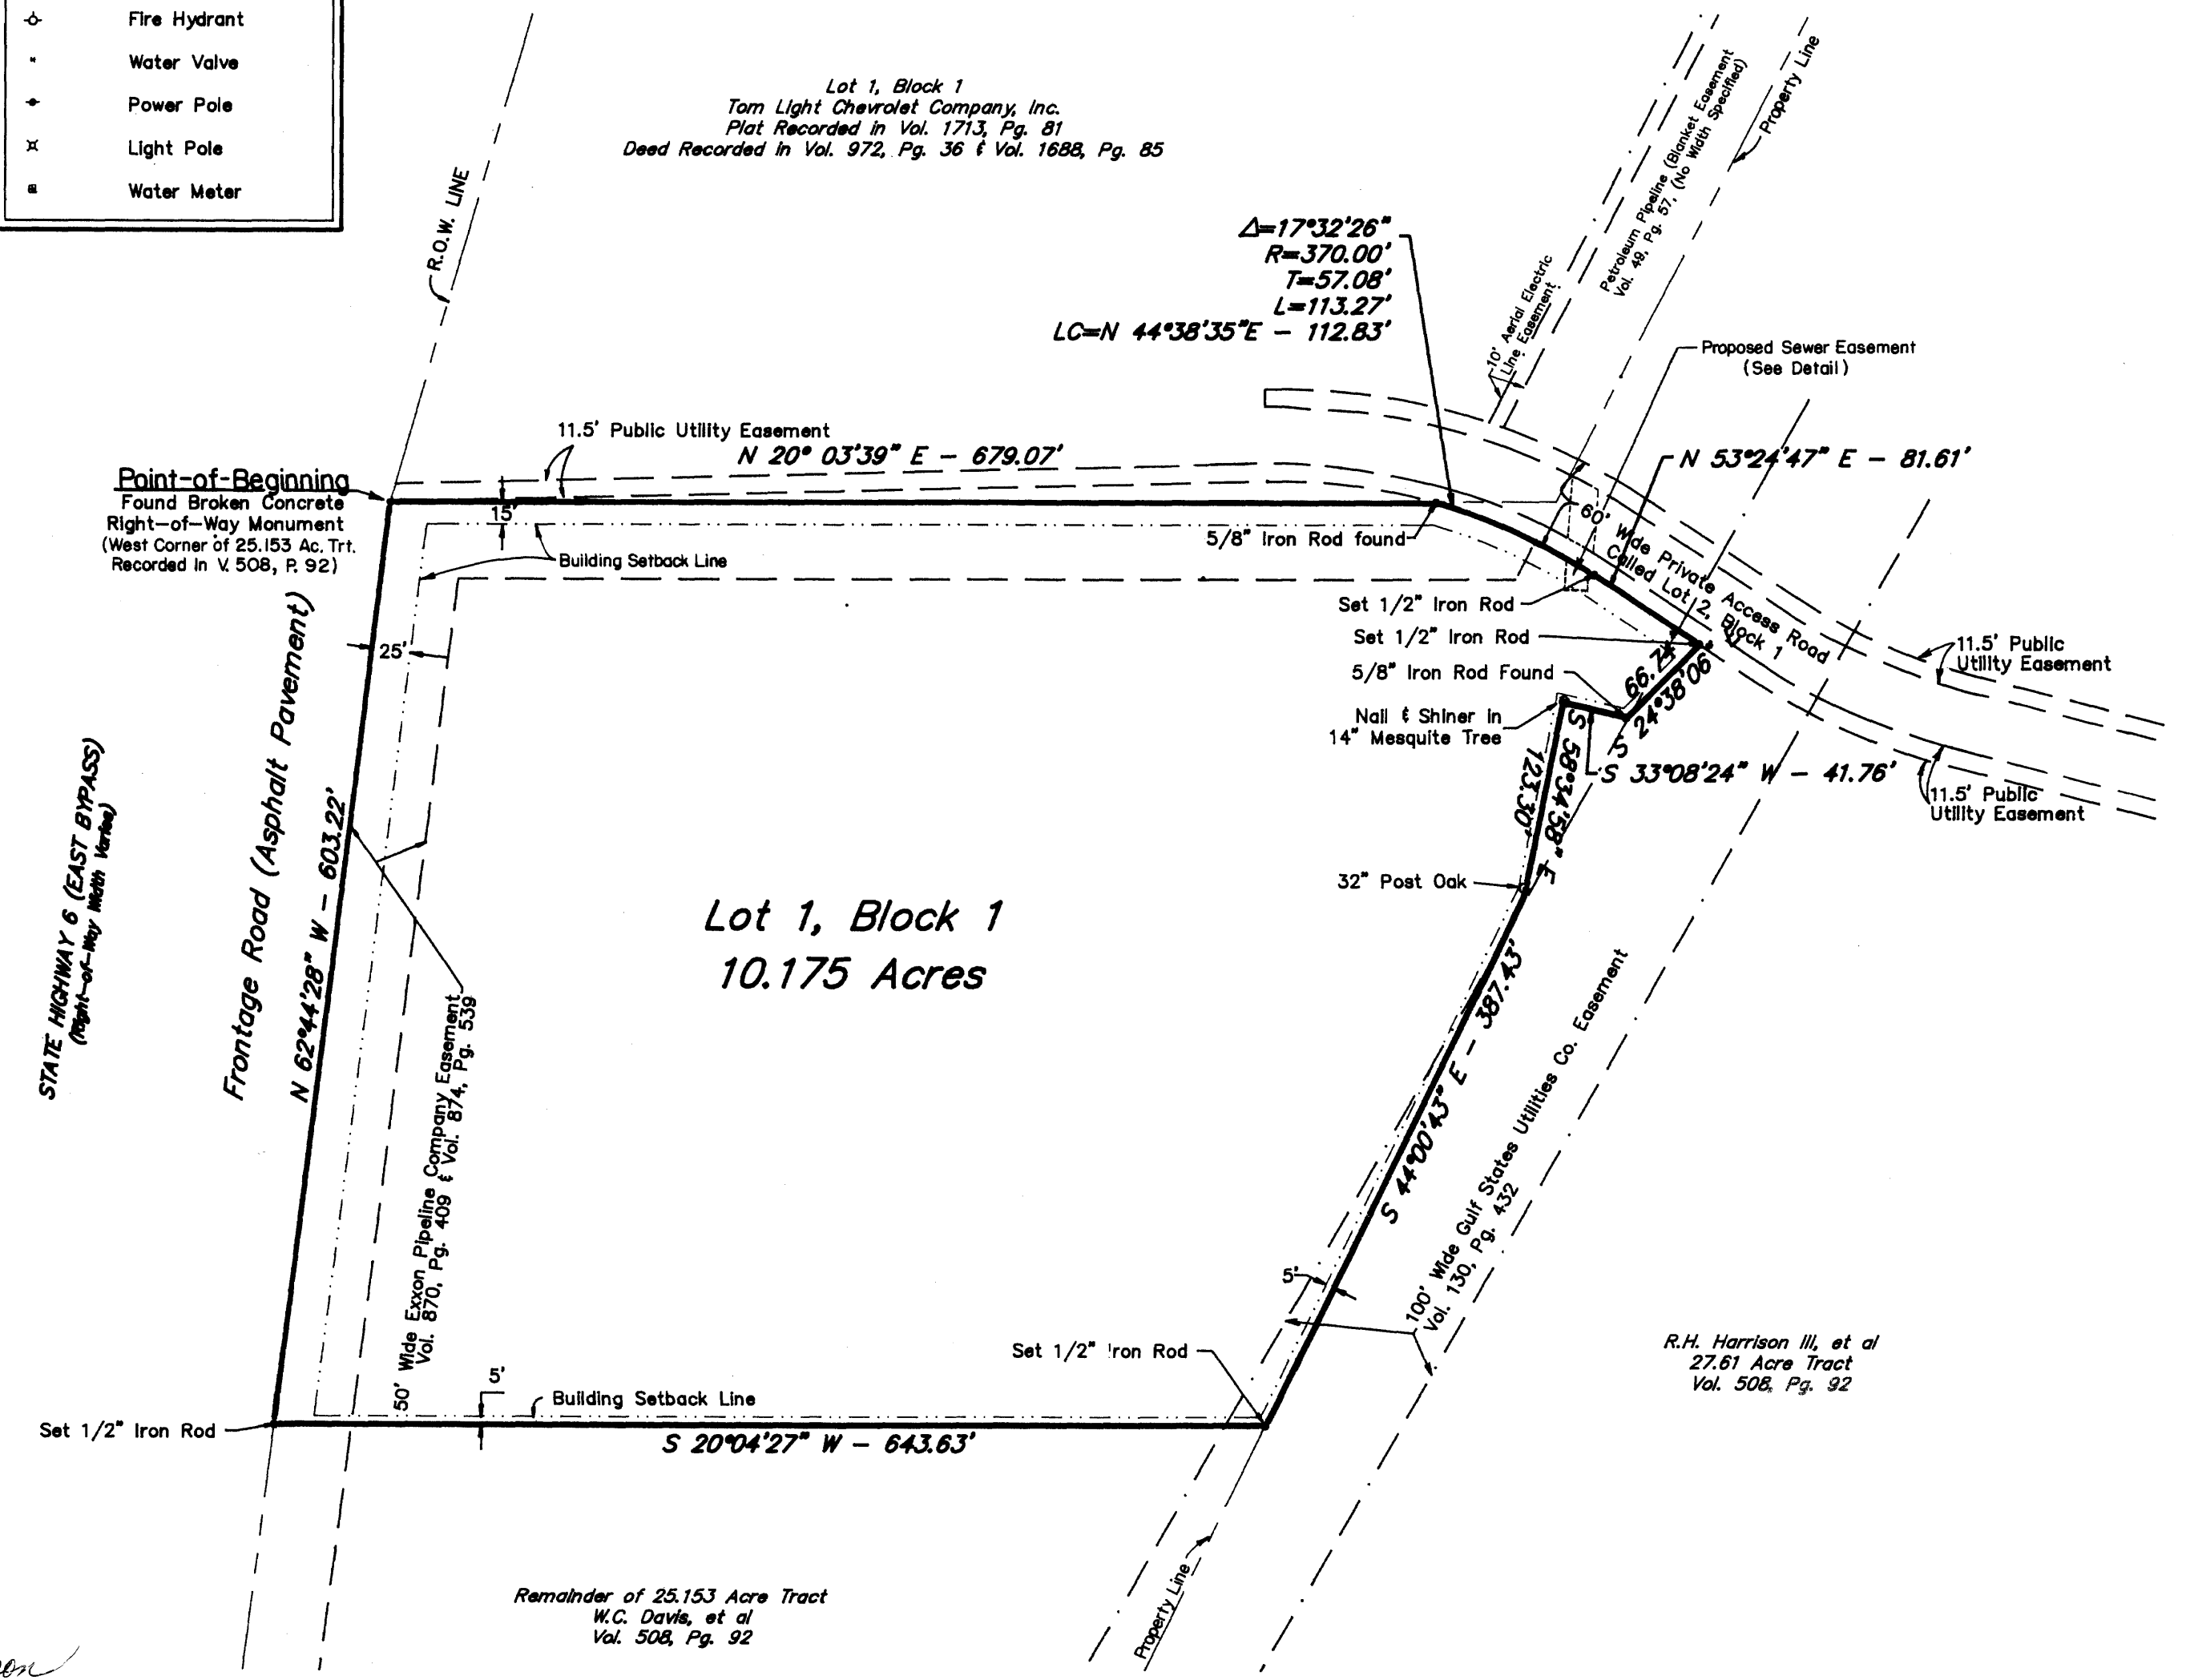 Fire Hydrant
Water Valve
Power Pole
Light Pole
Water Meter
R.O.W. LINE
Lot 1, Block 1
Tom Light Chevrolet Company, Inc.
Plat Recorded in Vol. 1713, Pg. 81
Deed Recorded in Vol. 972, Pg. 36 & Vol. 1688, Pg. 85
Δ=17°32'26"
R=370.00'
T=57.08'
L=113.27'
LC=N 44°38'35"E - 112.83'
10' Aerial Electric
Line Easement
Petroleum Pipeline (Blanket Easement
Vol. 49, Pg. 57, (No Width Specified)
Property Line
Proposed Sewer Easement
(See Detail)
11.5' Public Utility Easement
N 20° 03'39" E - 679.07'
N 53°24'47" E - 81.61'
Point-of-Beginning
Found Broken Concrete
Right-of-Way Monument
(West Corner of 25.153 Ac. Trt.
Recorded In V. 508, P. 92)
15'
Building Setback Line
25'
5/8" Iron Rod found
60' Wide Private Access Road
Called Lot 2, Block 1
Set 1/2" Iron Rod
Set 1/2" Iron Rod
5/8" Iron Rod Found
Nail & Shiner in
14" Mesquite Tree
66.24'
S 24°38'06"
11.5' Public
Utility Easement
S 33°08'24" W - 41.76'
11.5' Public
Utility Easement
S 58°34'58" E
123.30'
32" Post Oak
STATE HIGHWAY 6 (EAST BYPASS)
(Right-of-Way Width Varies)
Frontage Road (Asphalt Pavement)
N 62°44'28" W - 603.22'
Lot 1, Block 1
10.175 Acres
50' Wide Exxon Pipeline Company Easement
Vol. 870, Pg. 409 & Vol. 874, Pg. 539
S 44°00'43" E - 387.43'
100' Wide Gulf States Utilities Co. Easement
Vol. 130, Pg. 432
5'
Set 1/2" Iron Rod
R.H. Harrison III, et al
27.61 Acre Tract
Vol. 508, Pg. 92
5'
Building Setback Line
Set 1/2" Iron Rod
S 20°04'27" W - 643.63'
Property Line
Remainder of 25.153 Acre Tract
W.C. Davis, et al
Vol. 508, Pg. 92